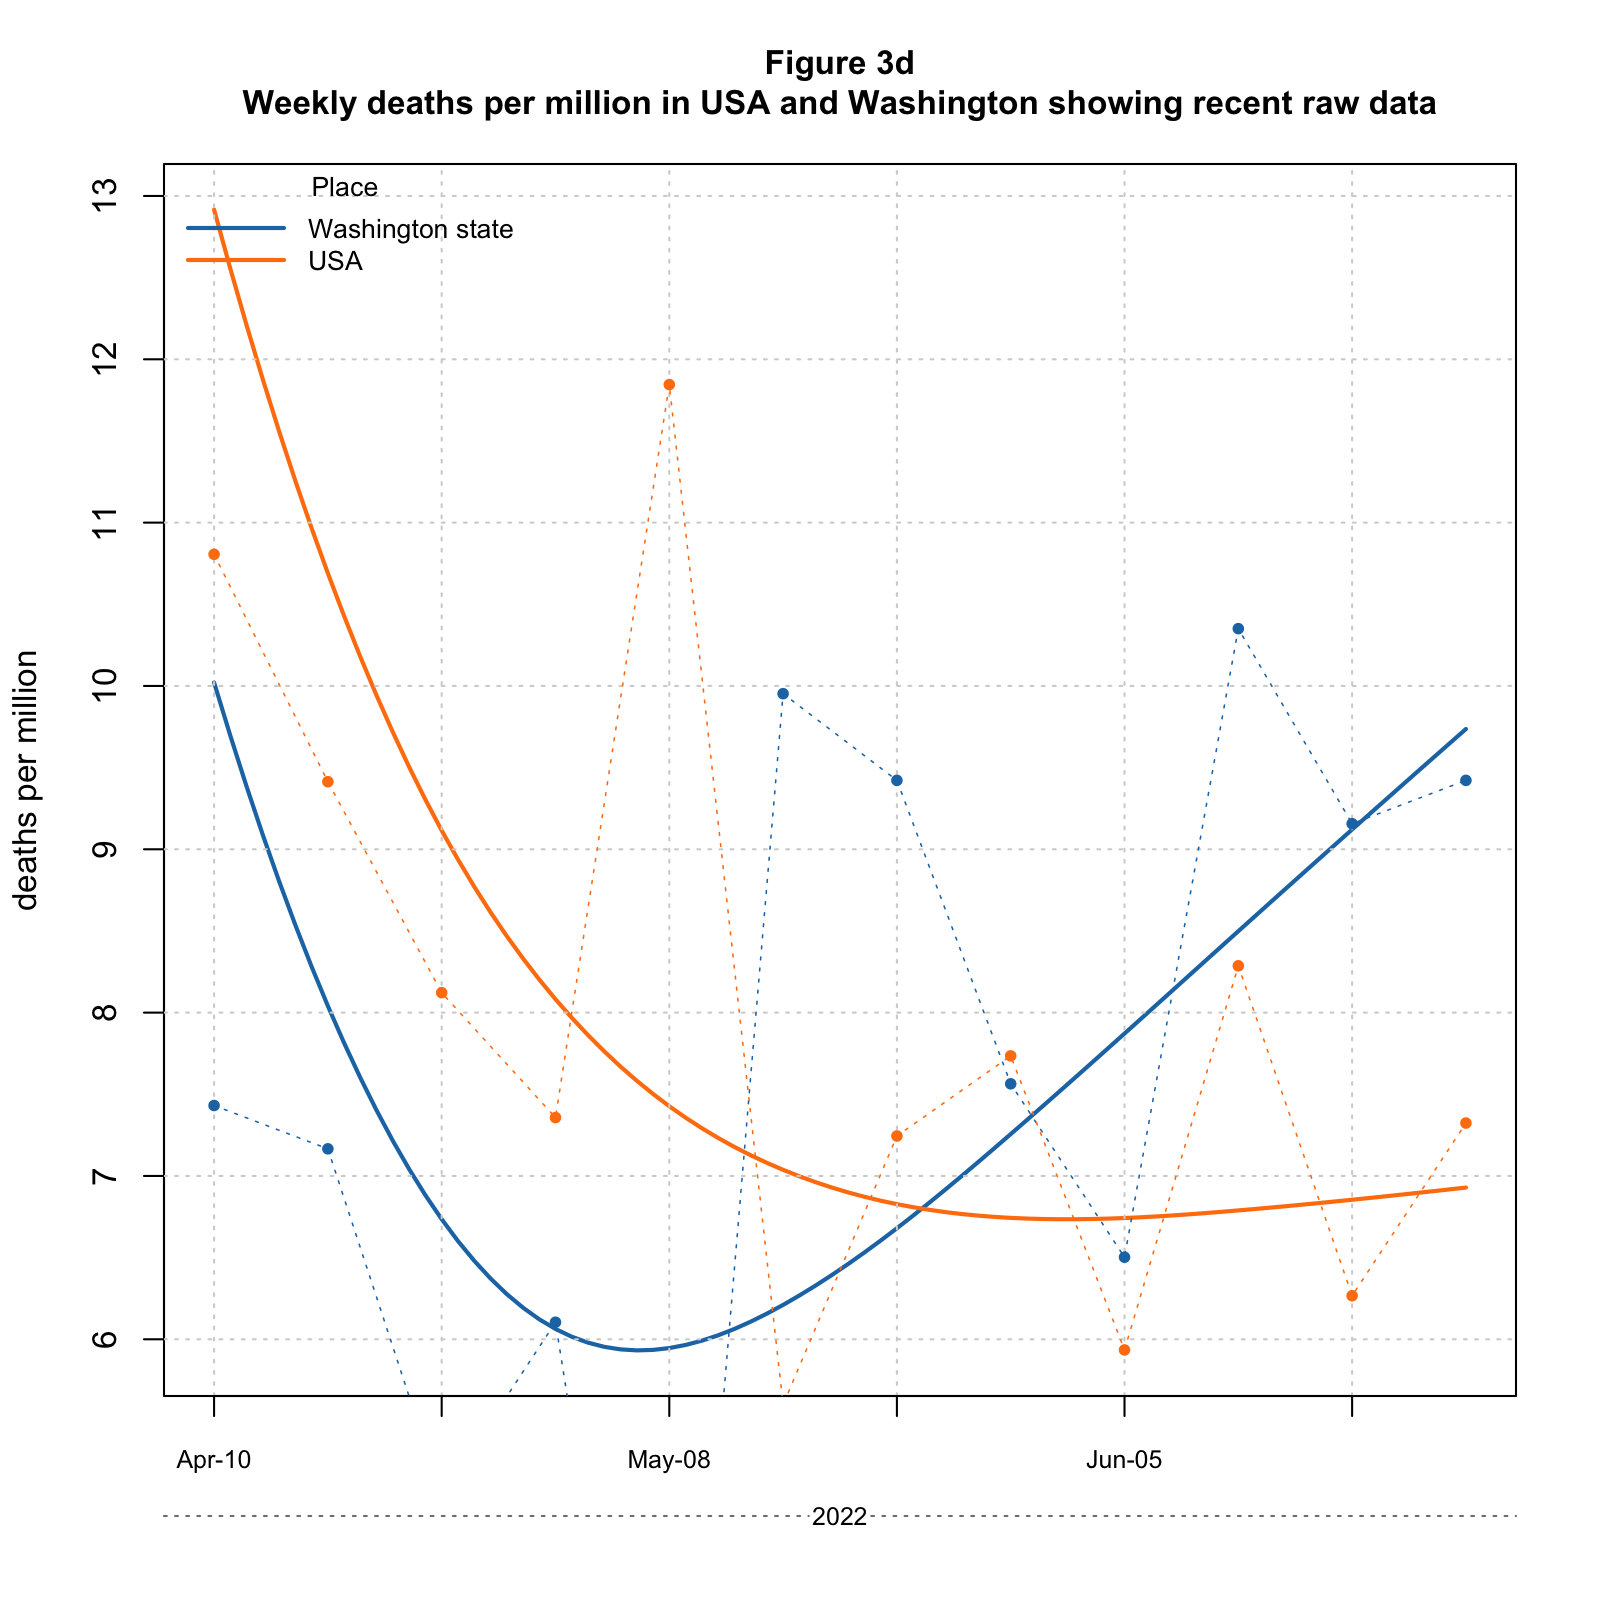 Figure 3d
Weekly deaths per million in USA and Washington showing recent raw data
Place
Washington state
USA
deaths per million
13
12
11
10
9
8
7
6
Apr-10
May-08
Jun-05
2022